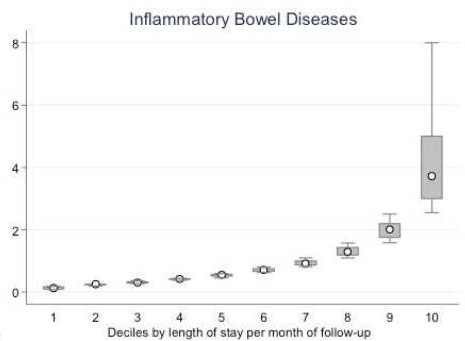 Inflammatory Bowel Diseases
8
6
4
2
0
1 2 3 4 5 6 7 8 9 10
Deciles by length of stay per month of follow-up